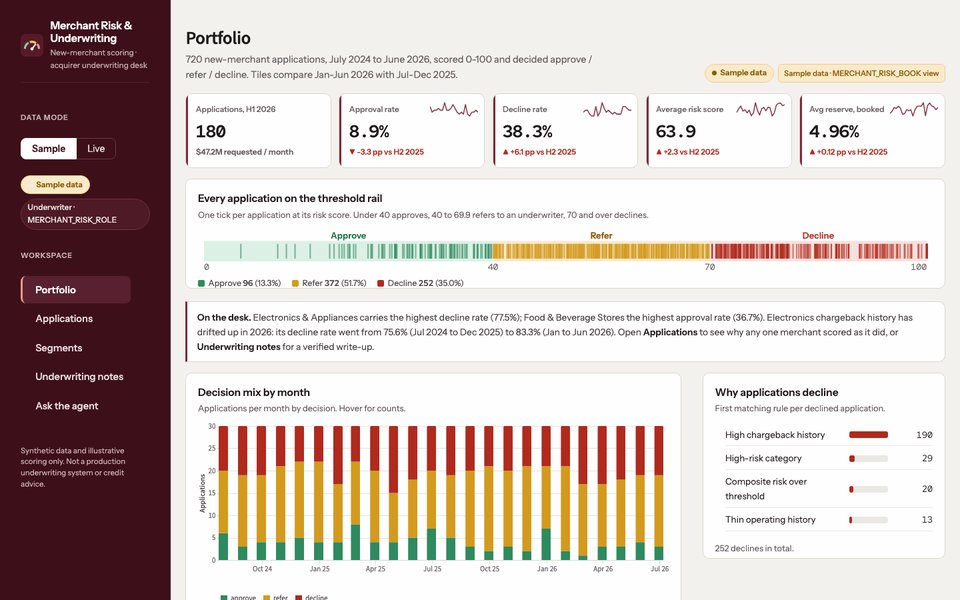 Merchant Risk &
Underwriting
New-merchant scoring ·
acquirer underwriting desk
DATA MODE
Sample
Live
Sample data
Underwriter ·
MERCHANT_RISK_ROLE
WORKSPACE
Portfolio
Applications
Segments
Underwriting notes
Ask the agent
Synthetic data and illustrative
scoring only. Not a production
underwriting system or credit
advice.
Portfolio
720 new-merchant applications, July 2024 to June 2026, scored 0-100 and decided approve /
refer / decline. Tiles compare Jan–Jun 2026 with Jul-Dec 2025.
Sample data
Sample data · MERCHANT_RISK_BOOK view
Applications, H1 2026
180
$47.2M requested / month
Approval rate
8.9%
▼ -3.3 pp vs H2 2025
Decline rate
38.3%
▲ +6.1 pp vs H2 2025
Average risk score
63.9
▲ +2.3 vs H2 2025
Avg reserve, booked
4.96%
▲ +0.12 pp vs H2 2025
Every application on the threshold rail
One tick per application at its risk score. Under 40 approves, 40 to 69.9 refers to an underwriter, 70 and over declines.
Approve
Refer
Decline
0
40
70
100
Approve 96 (13.3%)
Refer 372 (51.7%)
Decline 252 (35.0%)
On the desk. Electronics & Appliances carries the highest decline rate (77.5%); Food & Beverage Stores the highest approval rate (36.7%). Electronics chargeback history has
drifted up in 2026: its decline rate went from 75.6% (Jul 2024 to Dec 2025) to 83.3% (Jan to Jun 2026). Open Applications to see why any one merchant scored as it did, or
Underwriting notes for a verified write-up.
Decision mix by month
Applications per month by decision. Hover for counts.
Applications
30
20
15
10
5
0
Oct 24
Jan 25
Apr 25
Jul 25
Oct 25
Jan 26
Apr 26
Jul 26
approve
refer
decline
Why applications decline
First matching rule per declined application.
High chargeback history
190
High-risk category
29
Composite risk over
threshold
20
Thin operating history
13
252 declines in total.